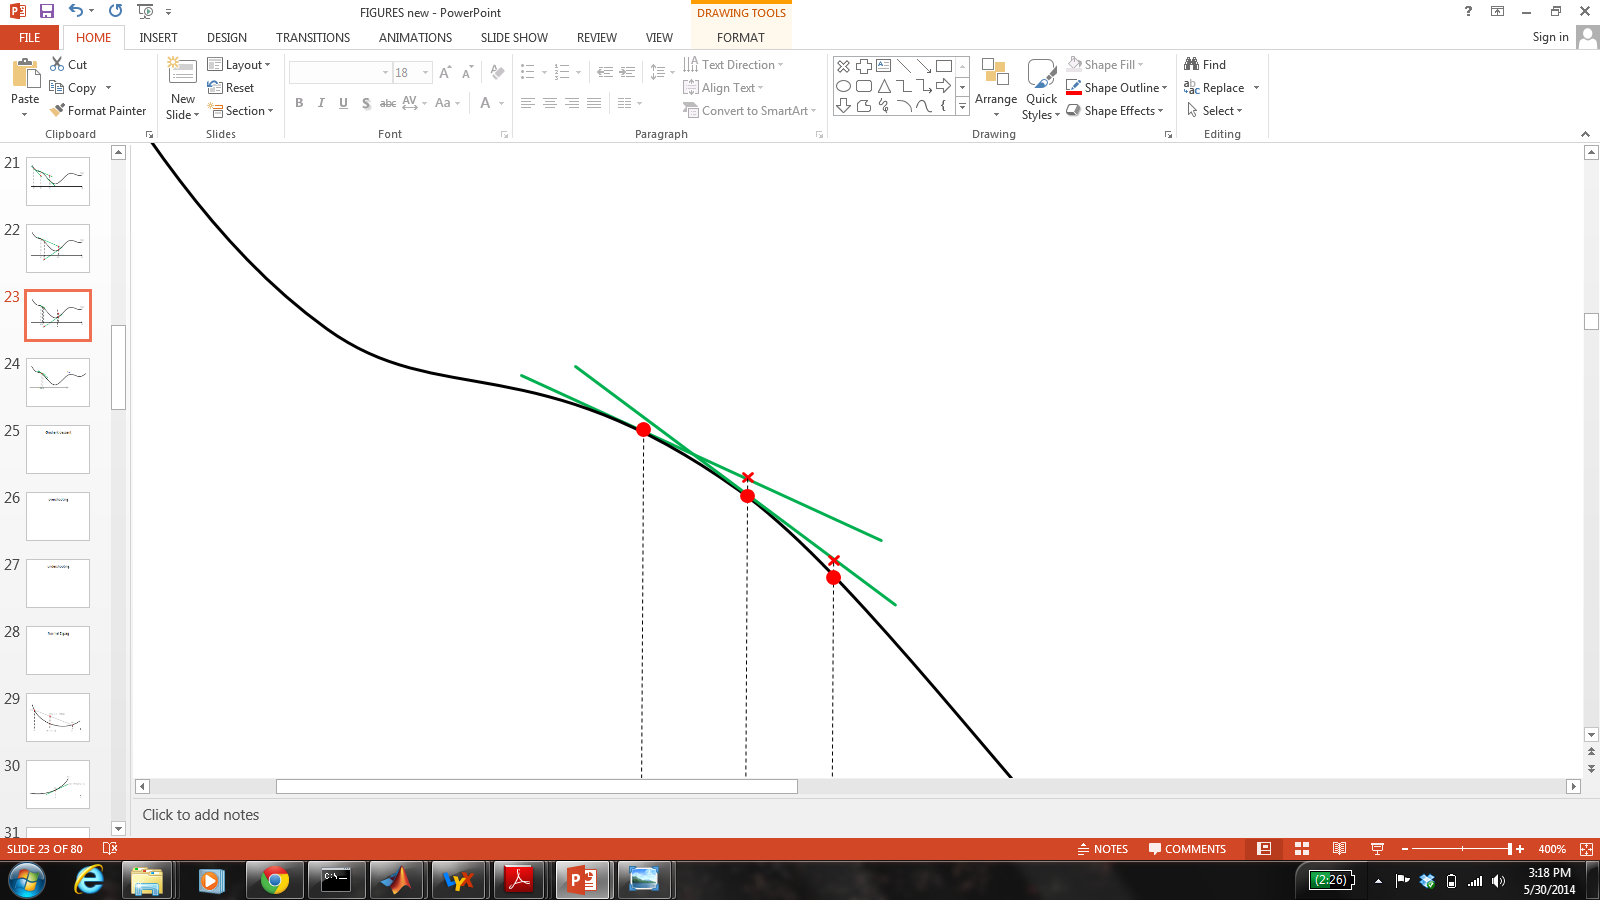 FIGURES new - PowerPoint
DRAWING TOOLS
?
FILE
HOME
INSERT
DESIGN
TRANSITIONS
ANIMATIONS
SLIDE SHOW
REVIEW
VIEW
FORMAT
Sign in
Paste
Cut
Copy
Format Painter
Clipboard
New Slide
Layout
Reset
Section
Slides
18
B I U S abc AV Aa A
Font
Text Direction
Align Text
Convert to SmartArt
Paragraph
Arrange
Quick Styles
Shape Fill
Shape Outline
Shape Effects
Drawing
Find
Replace
Select
Editing
21
22
23
24
25
26
27
28
29
30
31
Click to add notes
SLIDE 23 OF 80
NOTES
COMMENTS
400%
(2:26)
3:18 PM
5/30/2014